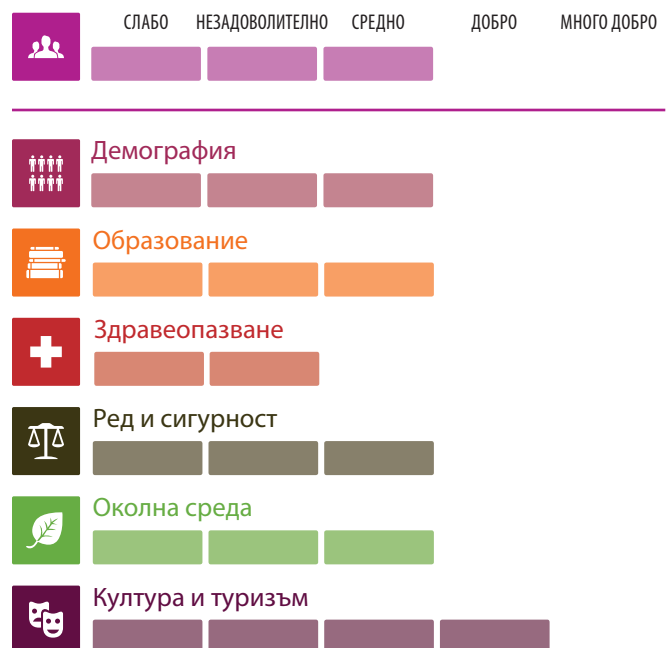 СЛАБО НЕЗАДОВОЛИТЕЛНО СРЕДНО ДОБРО МНОГО ДОБРО
Демография
Образование
Здравеопазване
Ред и сигурност
Околна среда
Култура и туризъм